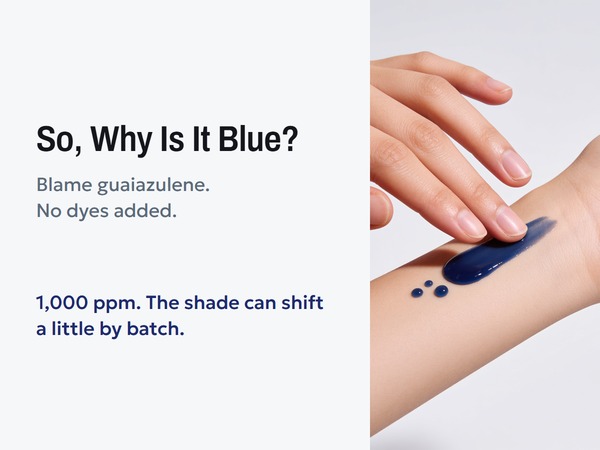 So, Why Is It Blue?
Blame guaiazulene.
No dyes added.
1,000 ppm. The shade can shift
a little by batch.